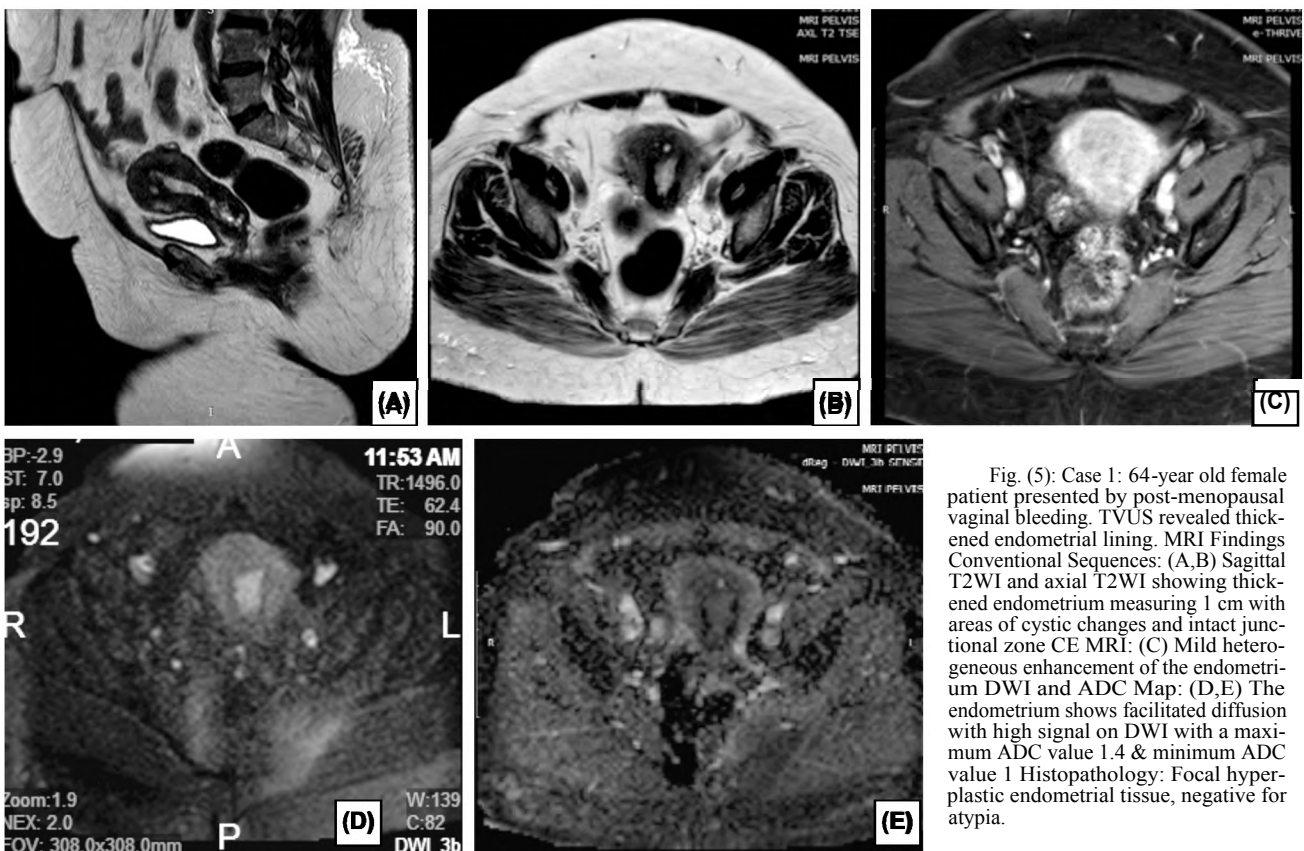 S
I
(A)
MRI PELVIS
AXL T2 TSE
MRI PELVIS
(B)
MRI PELVIS
e-THRIVE
MRI PELVIS
R
L
(C)
BP:-2.9
ST: 7.0
sp: 8.5
192
A
11:53 AM
TR:1496.0
TE: 62.4
FA: 90.0
R
L
Zoom:1.9
NEX: 2.0
FOV: 308.0x308.0mm
P
(D)
W:139
C:82
DWI_3b
MRI PELVIS
dReg - DWI_3b SENSE
MRI PELVIS
R
L
(E)
Fig. (5): Case 1: 64-year old female
patient presented by post-menopausal
vaginal bleeding. TVUS revealed thick-
ened endometrial lining. MRI Findings
Conventional Sequences: (A,B) Sagittal
T2WI and axial T2WI showing thick-
ened endometrium measuring 1 cm with
areas of cystic changes and intact junc-
tional zone CE MRI: (C) Mild hetero-
geneous enhancement of the endometri-
um DWI and ADC Map: (D,E) The
endometrium shows facilitated diffusion
with high signal on DWI with a maxi-
mum ADC value 1.4 & minimum ADC
value 1 Histopathology: Focal hyper-
plastic endometrial tissue, negative for
atypia.